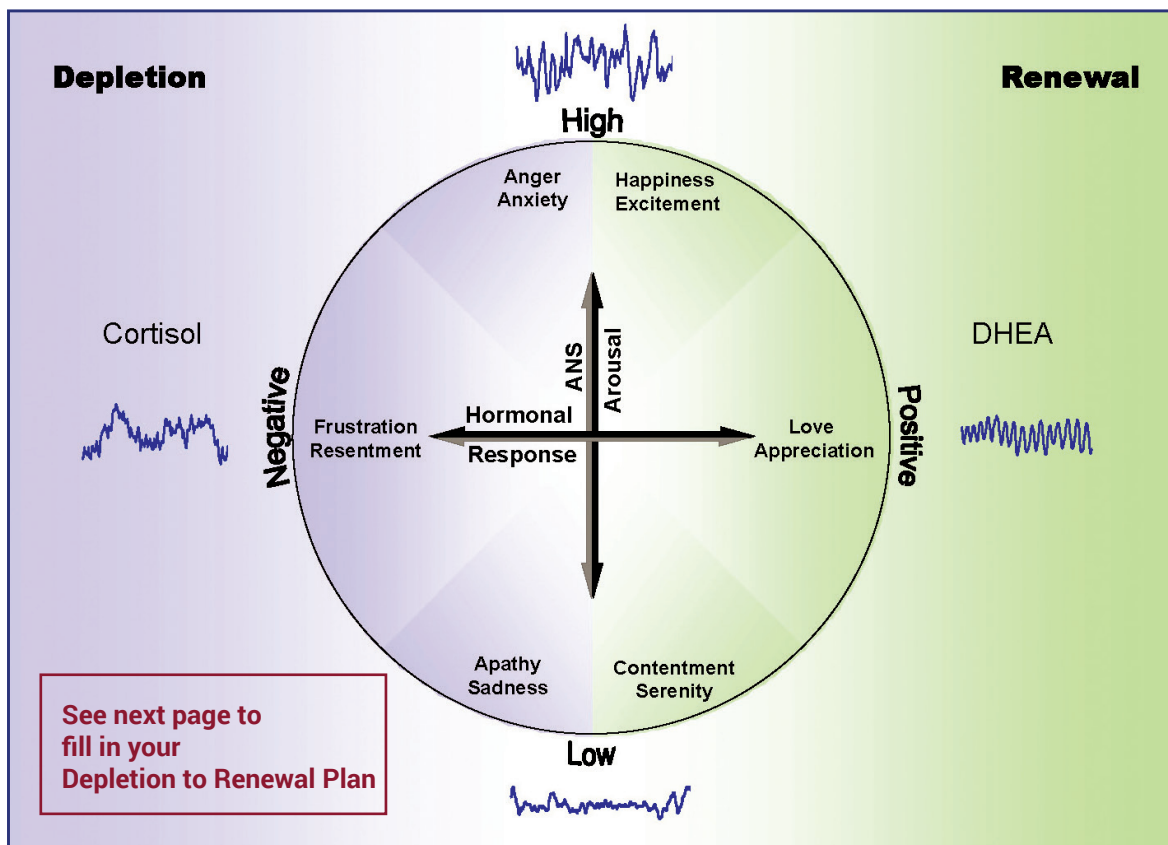 Depletion
Renewal
High
Anger
Anxiety
Happiness
Excitement
ANS
Arousal
Cortisol
DHEA
Negative
Positive
Hormonal
Response
Frustration
Resentment
Love
Appreciation
Apathy
Sadness
Contentment
Serenity
Low
See next page to
fill in your
Depletion to Renewal Plan